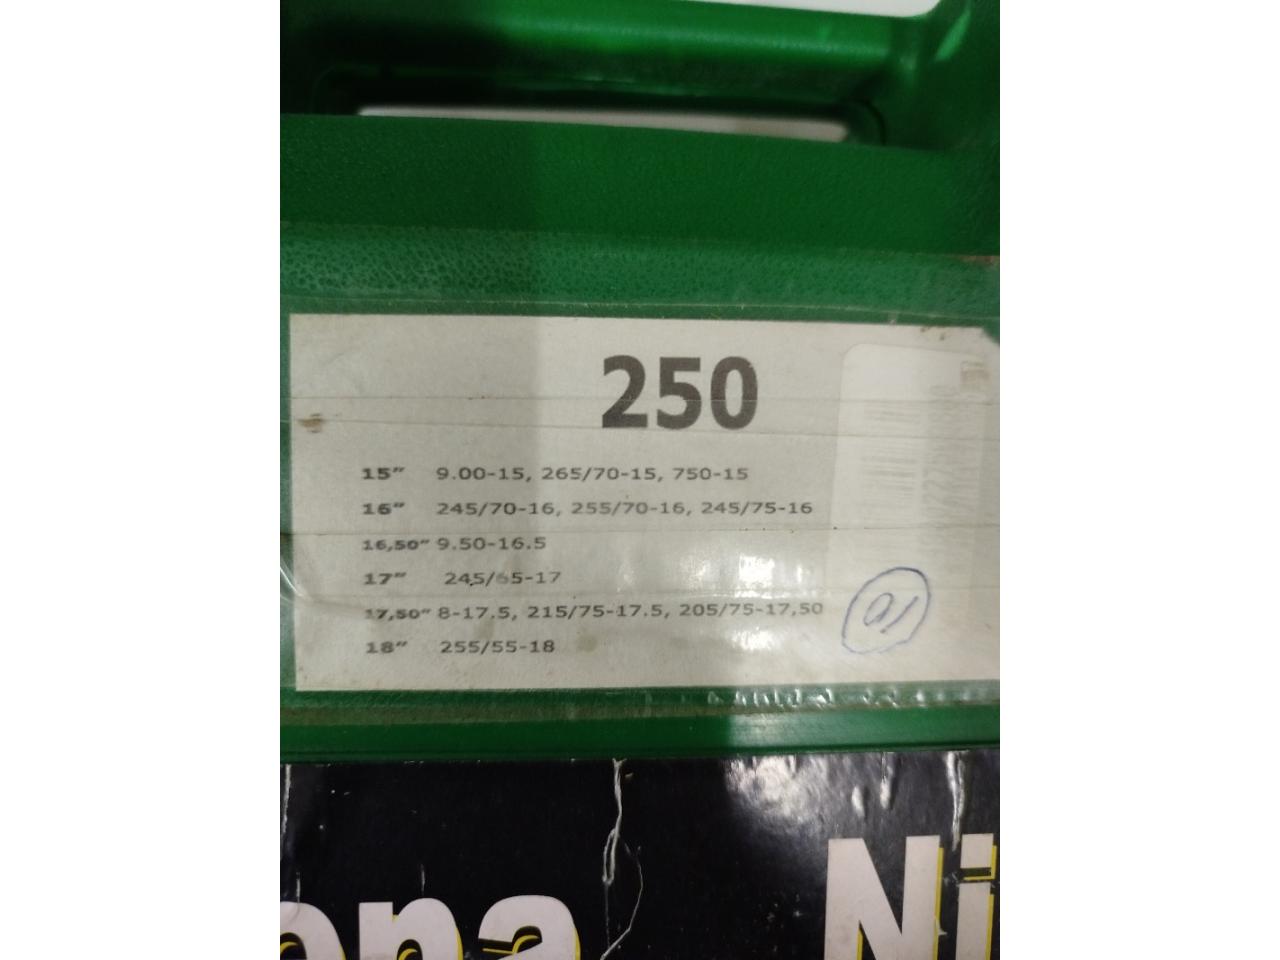 250
15" 9.00-15, 265/70-15, 750-15
16" 245/70-16, 255/70-16, 245/75-16
16,50" 9.50-16.5
17" 245/65-17
17,50" 8-17.5, 215/75-17.5, 205/75-17,50
18" 255/55-18
ena Ni